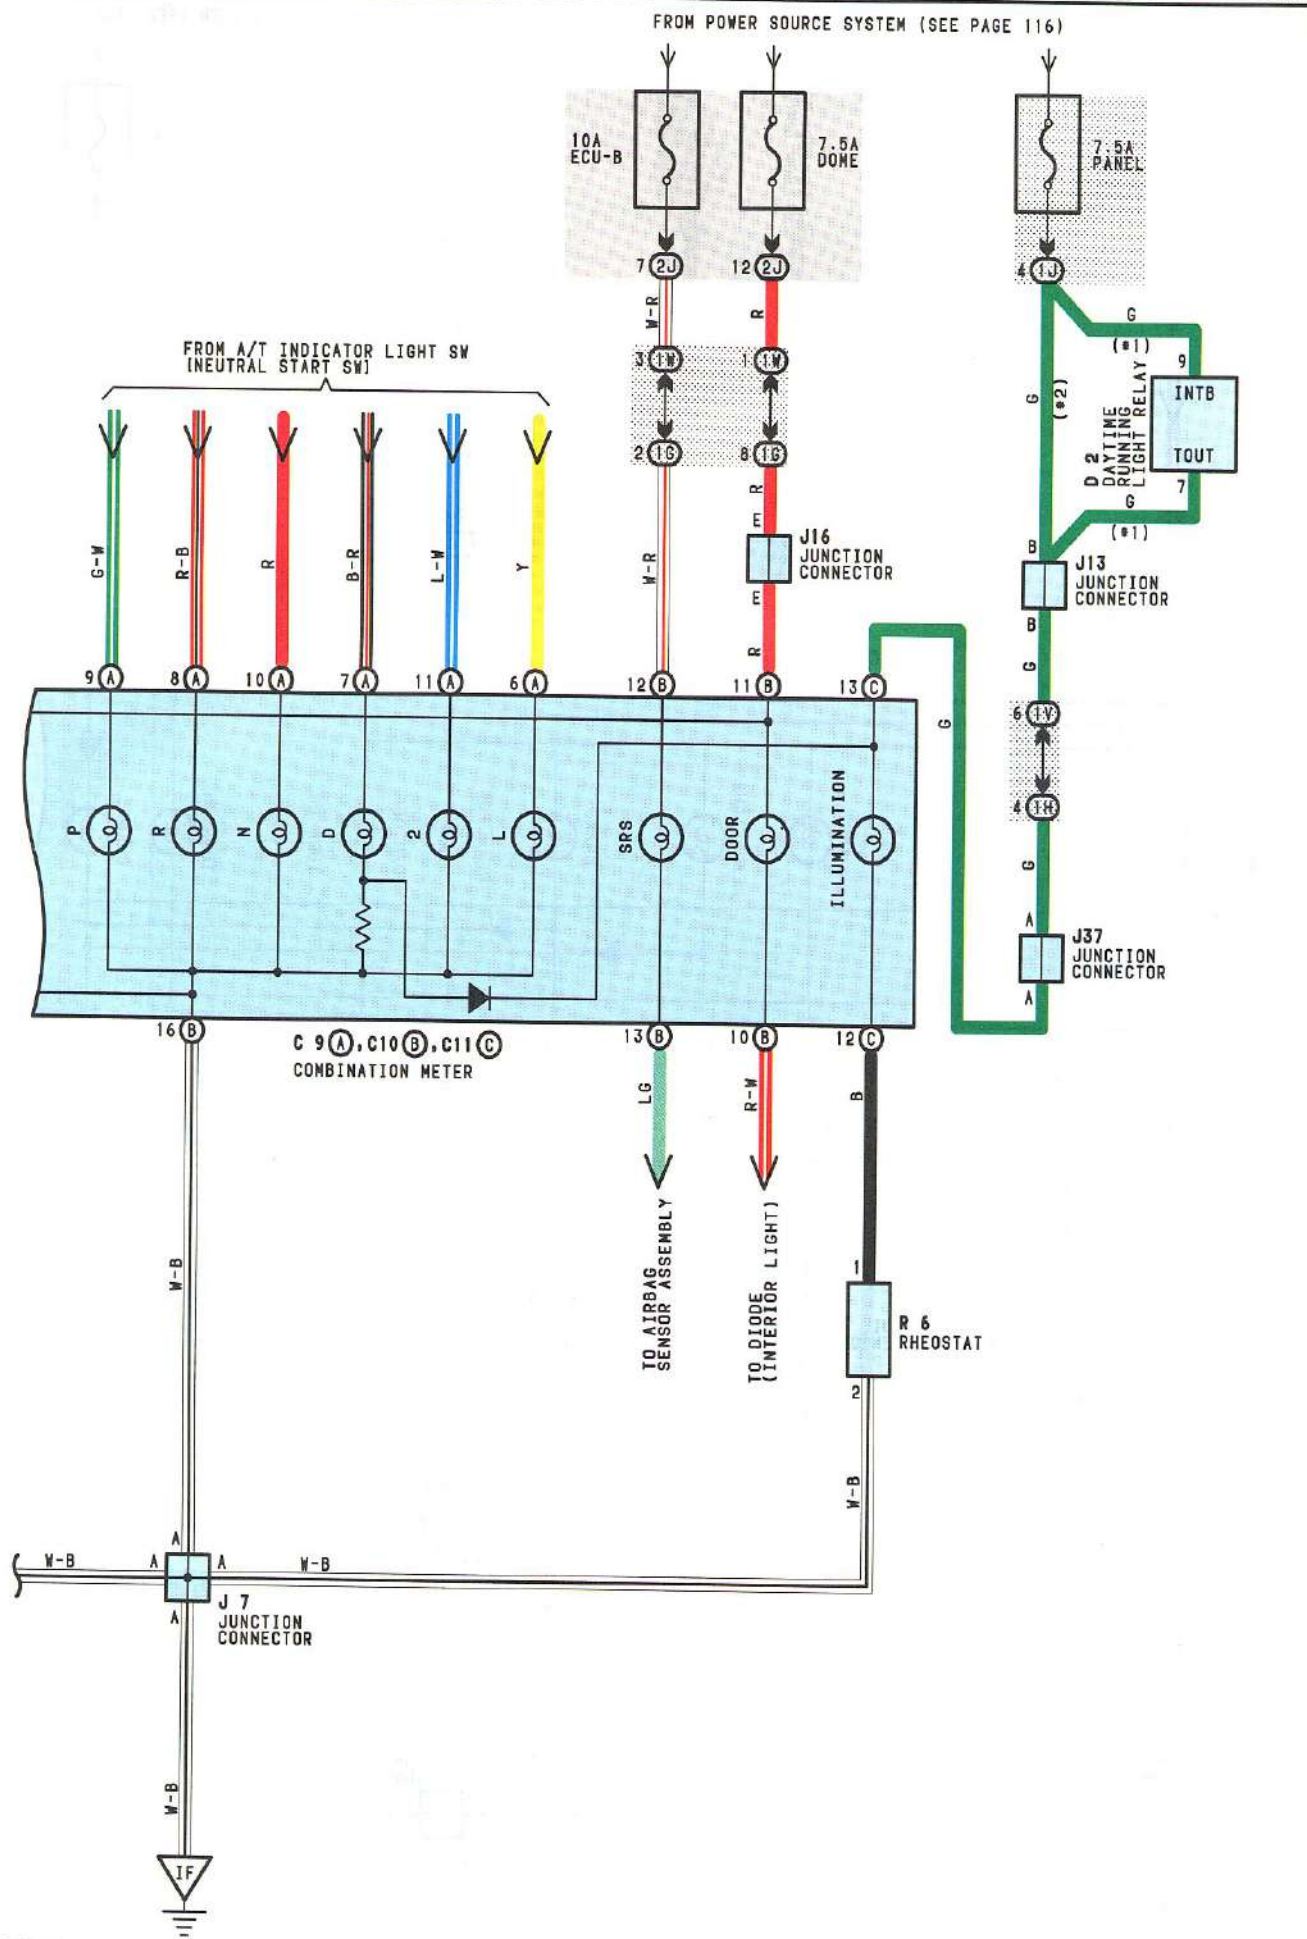 FROM POWER SOURCE SYSTEM (SEE PAGE 116)
10A
ECU-B
7.5A
DOME
7.5A
PANEL
7 2J
12 2J
4 1J
W-R
R
G
(*1)
9
3 1W
1 1W
G
(*2)
INTB
TOUT
D 2
DAYTIME
RUNNING
LIGHT RELAY
7
G
(*1)
FROM A/T INDICATOR LIGHT SW
[NEUTRAL START SW]
2 1G
8 1G
R
E
J16
JUNCTION
CONNECTOR
E
R
B
J13
JUNCTION
CONNECTOR
B
G
G-W
R-B
R
B-R
L-W
Y
W-R
9 A
8 A
10 A
7 A
11 A
6 A
12 B
11 B
13 C
G
6 1V
4 1H
G
A
J37
JUNCTION
CONNECTOR
A
P
R
N
D
2
L
SRS
DOOR
ILLUMINATION
16 B
C 9 A, C10 B, C11 C
COMBINATION METER
13 B
10 B
12 C
LG
R-W
B
TO AIRBAG
SENSOR ASSEMBLY
TO DIODE
(INTERIOR LIGHT)
1
R 6
RHEOSTAT
2
W-B
W-B
A
W-B
A
A
W-B
J 7
JUNCTION
CONNECTOR
A
W-B
IF